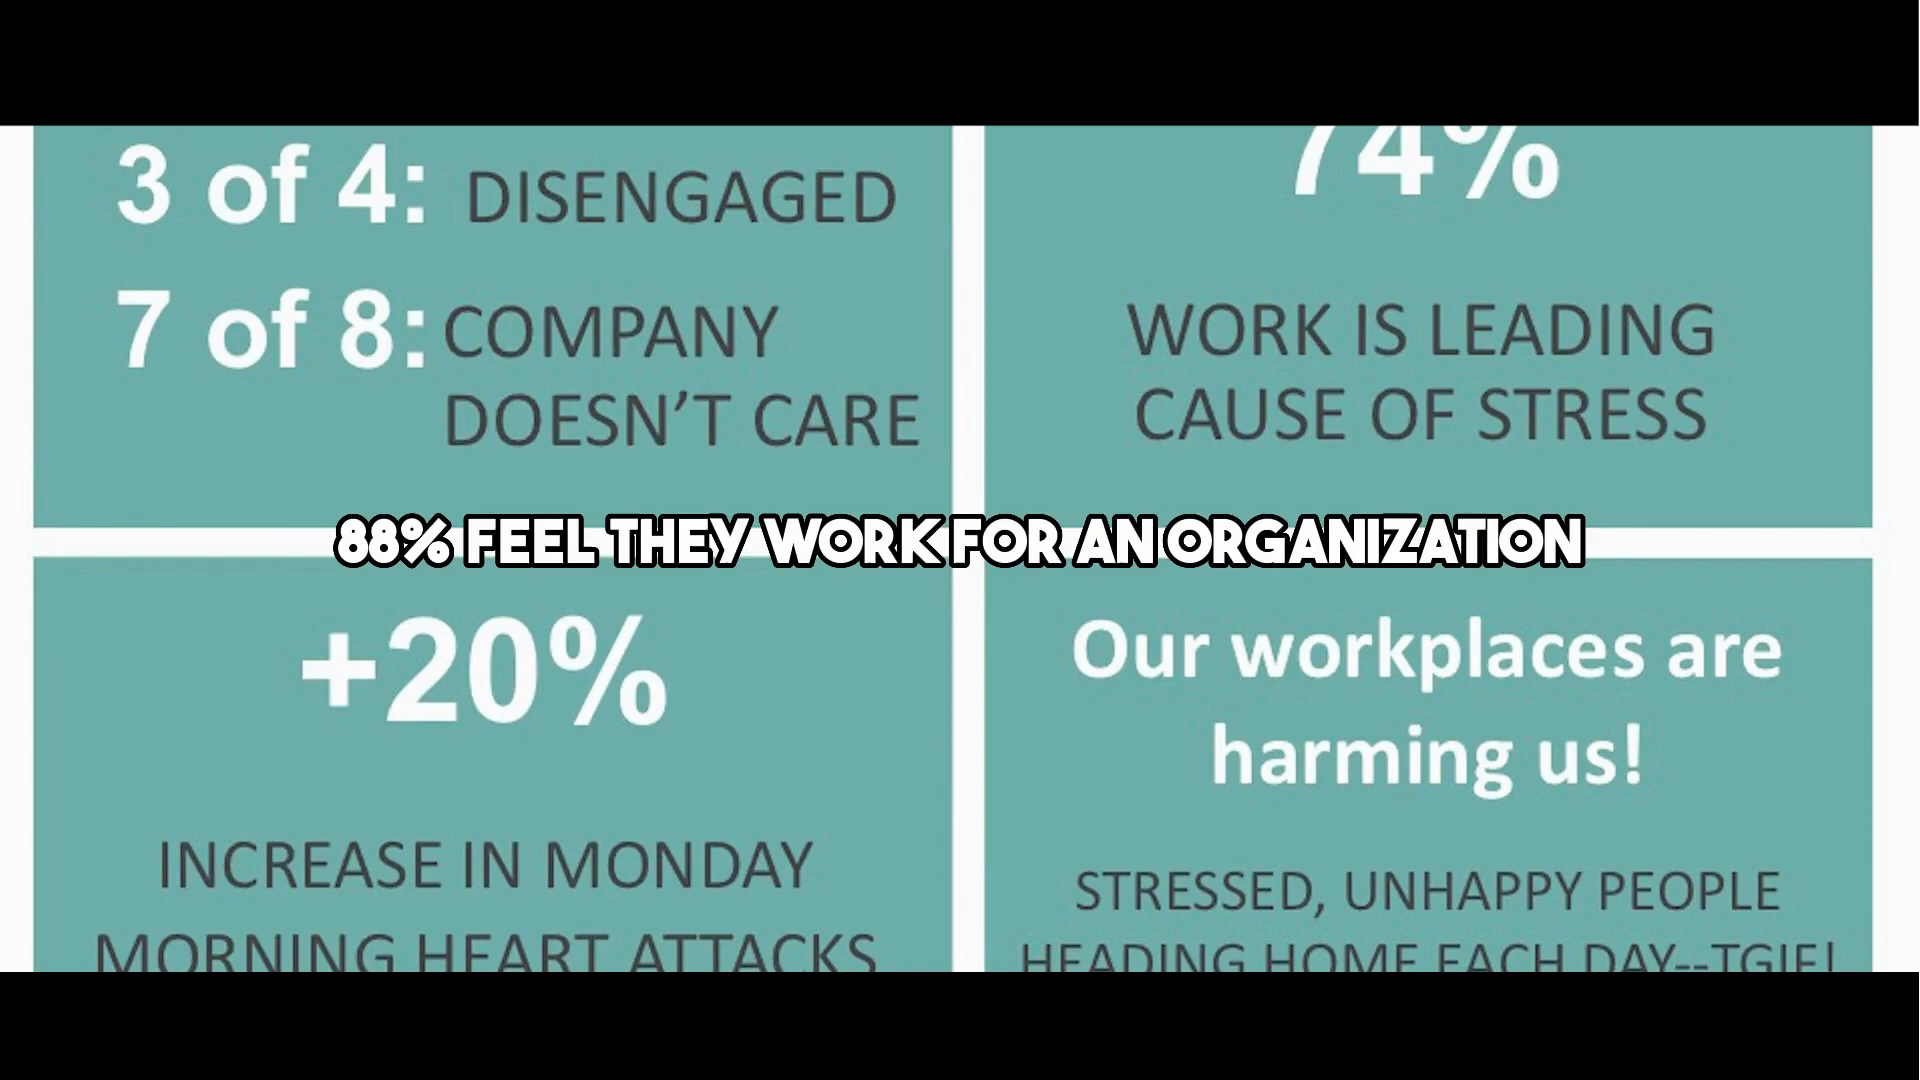 3 of 4: DISENGAGED
7 of 8: COMPANY
DOESN'T CARE
74%
WORK IS LEADING
CAUSE OF STRESS
88% FEEL THEY WORK FOR AN ORGANIZATION
+20%
INCREASE IN MONDAY
MORNING HEART ATTACKS
Our workplaces are
harming us!
STRESSED, UNHAPPY PEOPLE
HEADING HOME EACH DAY--TGIF!